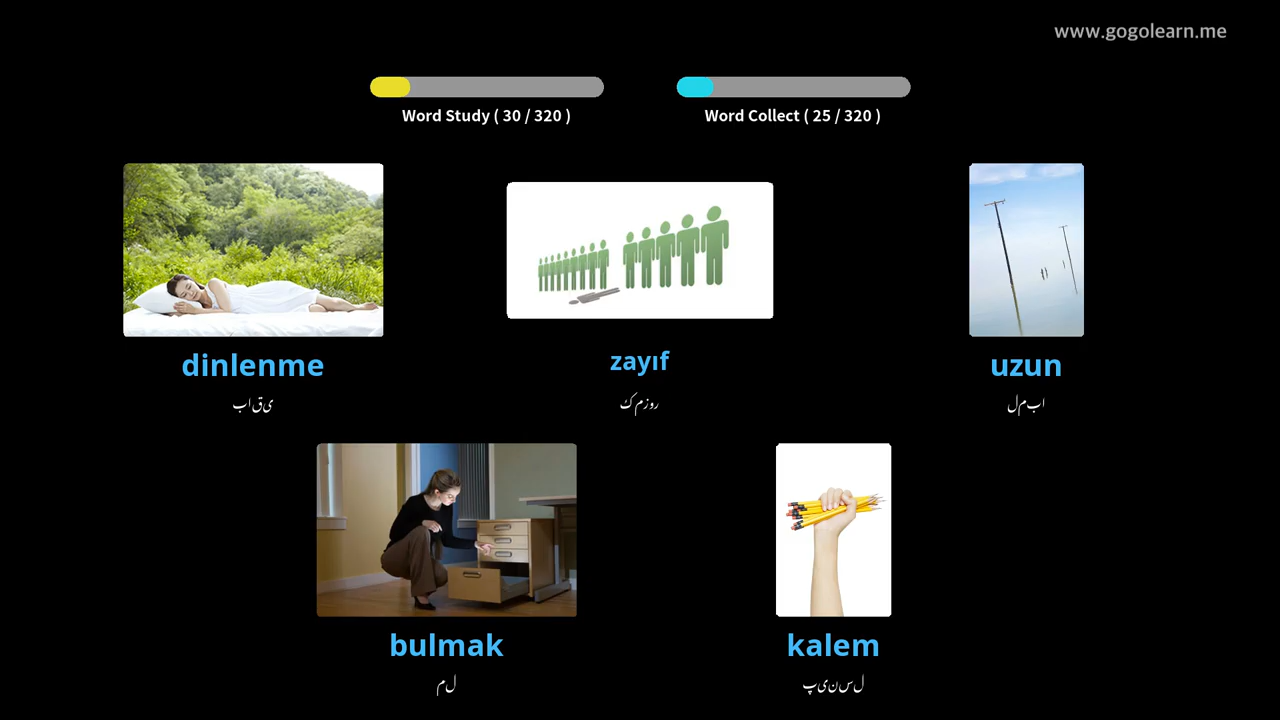 www.gogolearn.me
Word Study ( 30 / 320 )
Word Collect ( 25 / 320 )
dinlenme
zayıf
uzun
باقی
کمزور
لمبا
bulmak
kalem
مل
پینسل